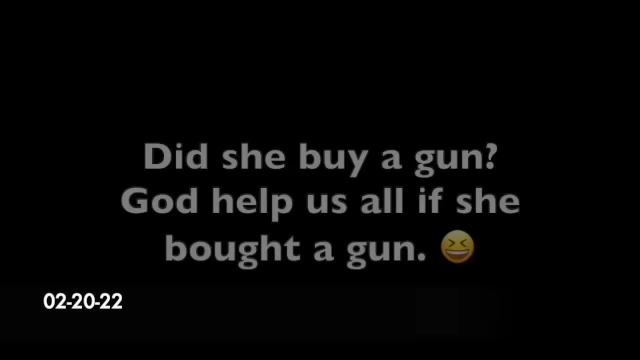 Did she buy a gun?
God help us all if she
bought a gun. 😆
02-20-22